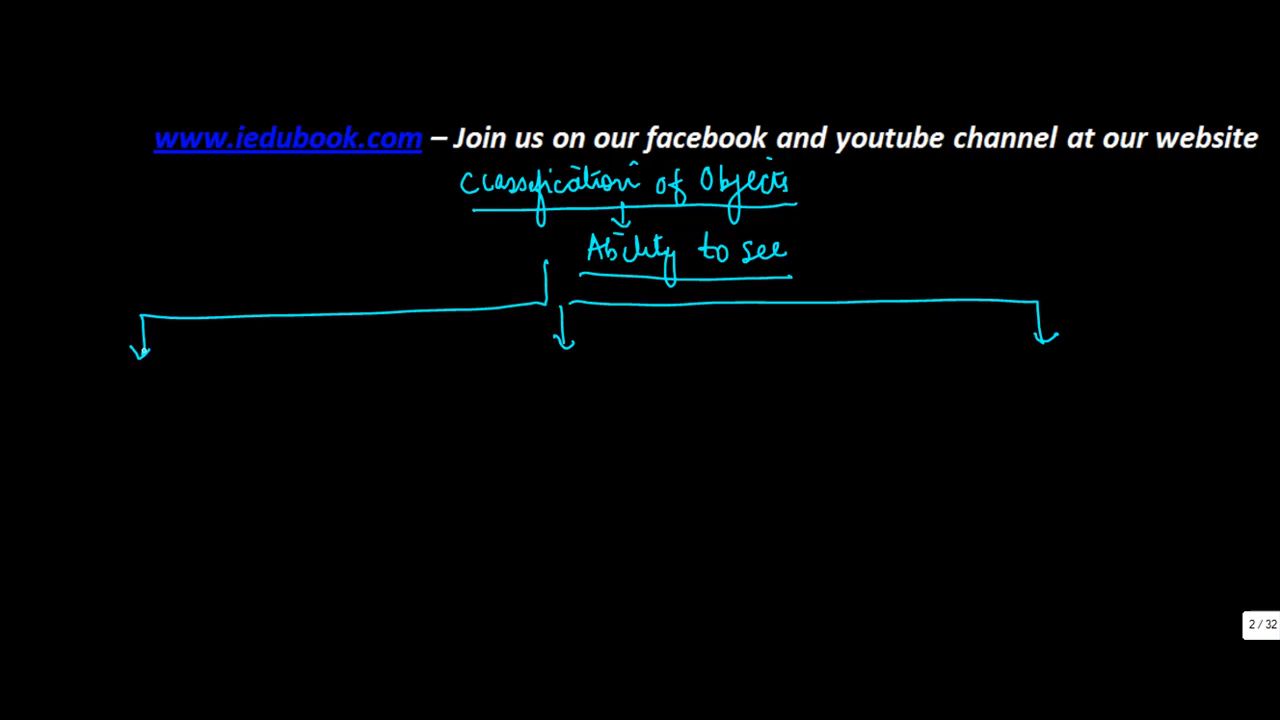 www.iedubook.com – Join us on our facebook and youtube channel at our website
Classification of Objects
Ability to see
2 / 32